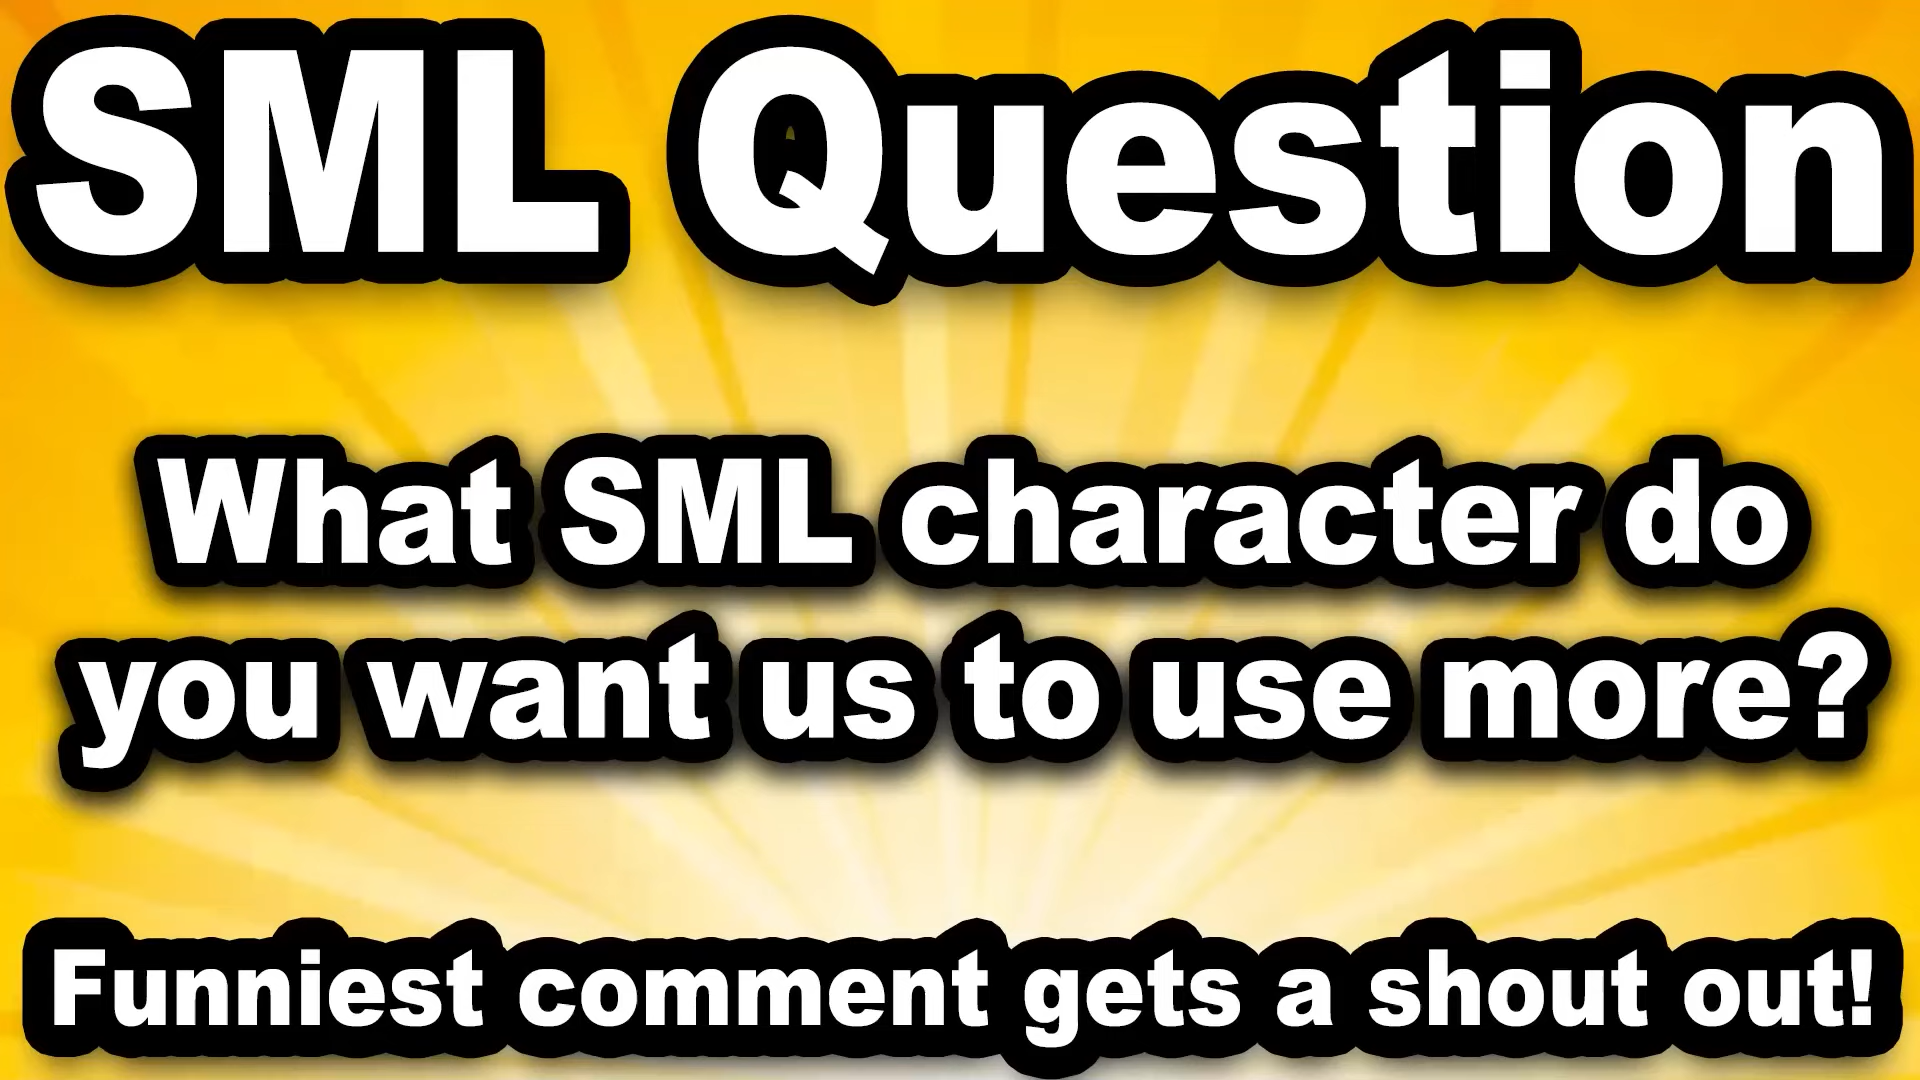 SML Question
What SML character do
you want us to use more?
Funniest comment gets a shout out!